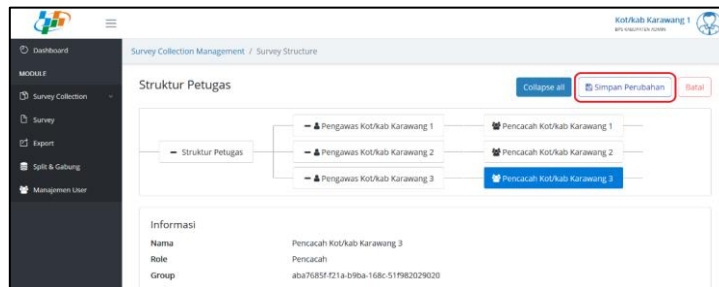 Kot/kab Karawang 1
BPS KABUPATEN ADMIN
Dashboard
Survey Collection Management / Survey Structure
MODULE
Survey Collection
Survey
Export
Split & Gabung
Manajemen User
Struktur Petugas
Collapse all
Simpan Perubahan
Batal
Pengawas Kot/kab Karawang 1
Pencacah Kot/kab Karawang 1
Struktur Petugas
Pengawas Kot/kab Karawang 2
Pencacah Kot/kab Karawang 2
Pengawas Kot/kab Karawang 3
Pencacah Kot/kab Karawang 3
Informasi
Nama Pencacah Kot/kab Karawang 3
Role Pencacah
Group aba7685f-f21a-b9ba-168c-51f982029020